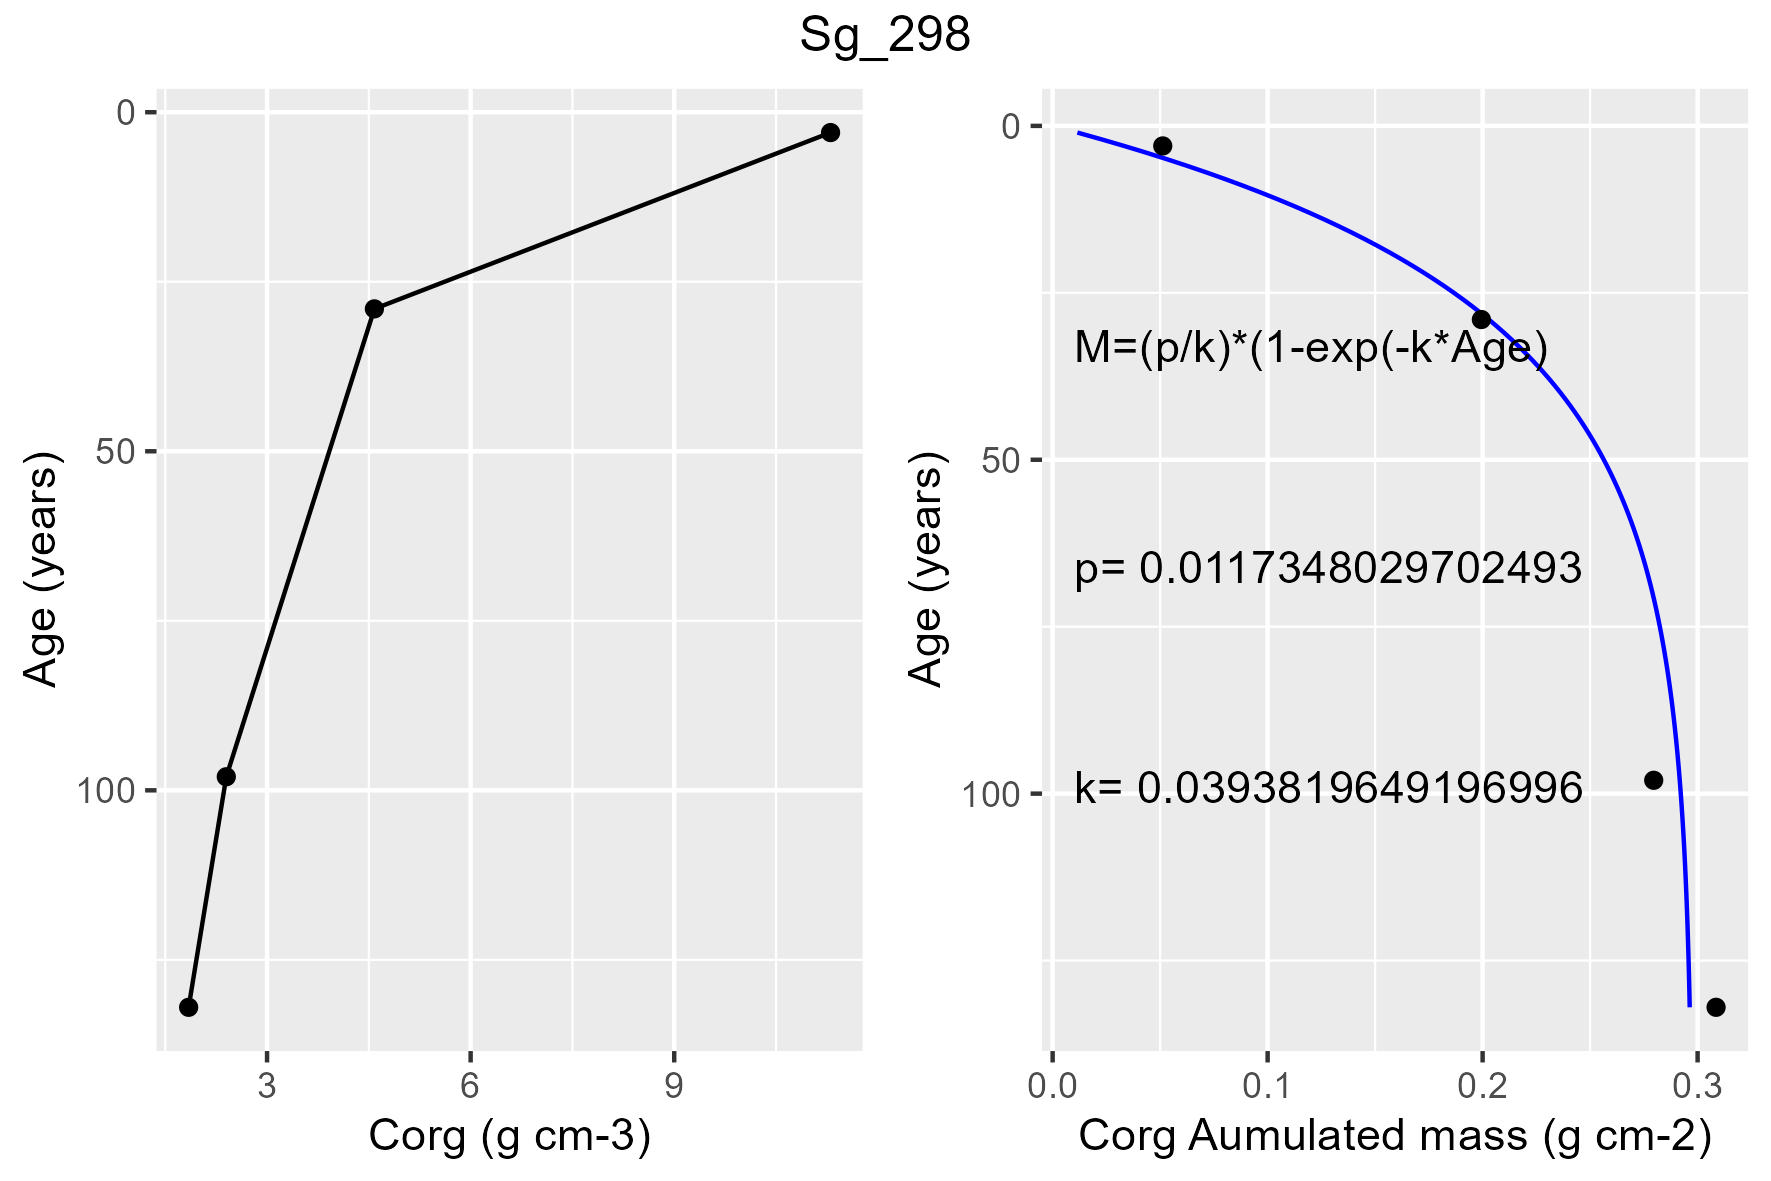 Sg_298
0
50
100
Age (years)
3 6 9
Corg (g cm-3)
0
50
100
Age (years)
M=(p/k)*(1-exp(-k*Age)
p= 0.0117348029702493
k= 0.0393819649196996
0.0 0.1 0.2 0.3
Corg Aumulated mass (g cm-2)